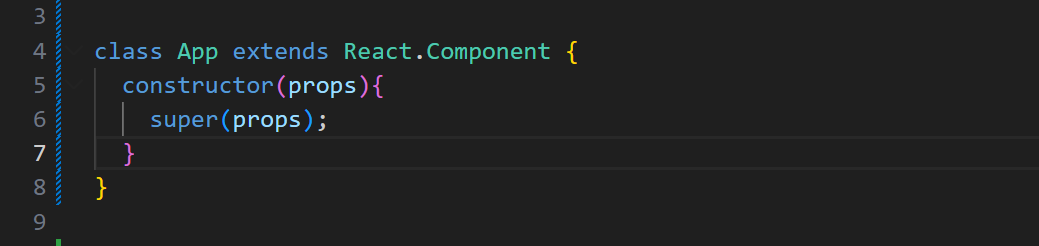 3
4 class App extends React.Component {
5 constructor(props){
6 super(props);
7 }
8 }
9